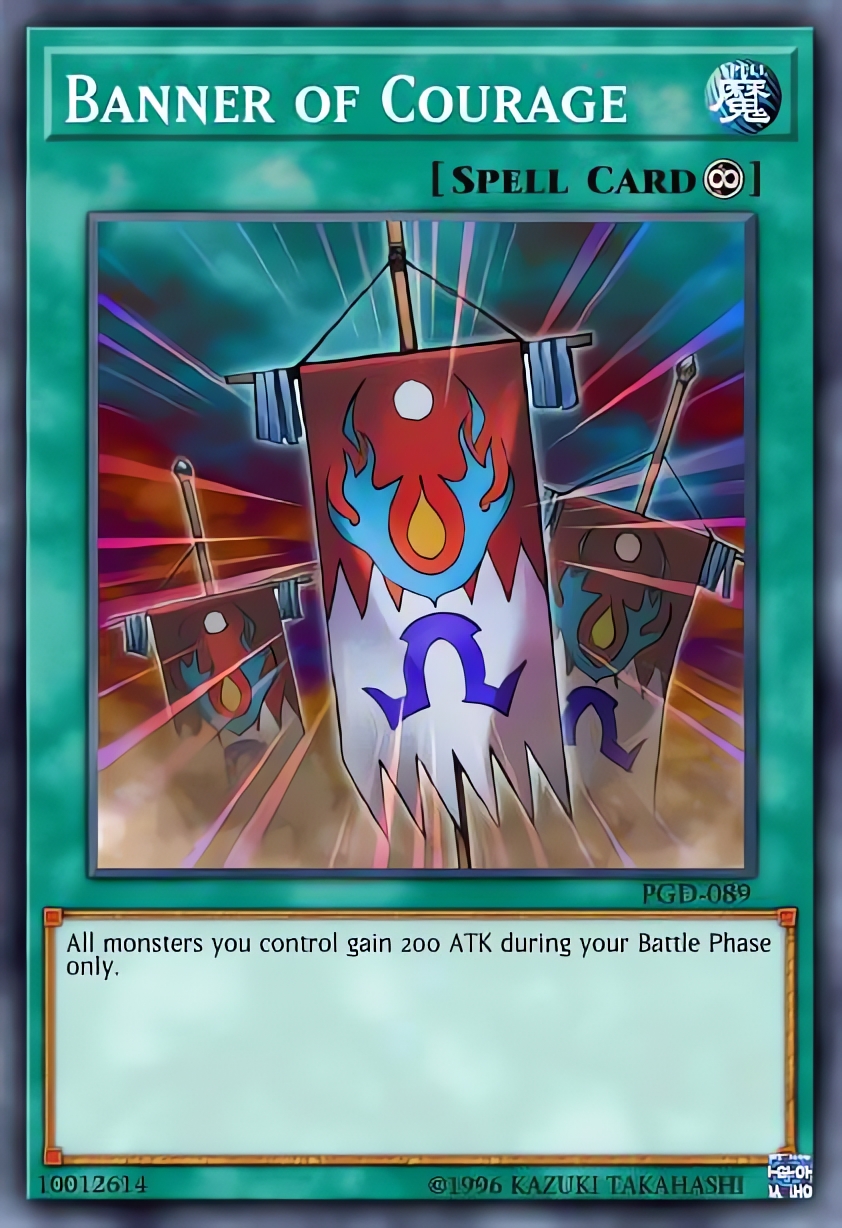 BANNER OF COURAGE 魔
[SPELL CARD]
PGD-089
All monsters you control gain 200 ATK during your Battle Phase
only.
10012614 ©1996 KAZUKI TAKAHASHI